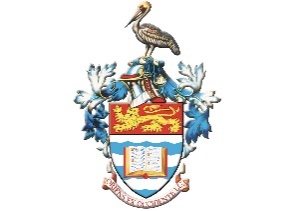 ORIENS EX OCCIDENTE LUX